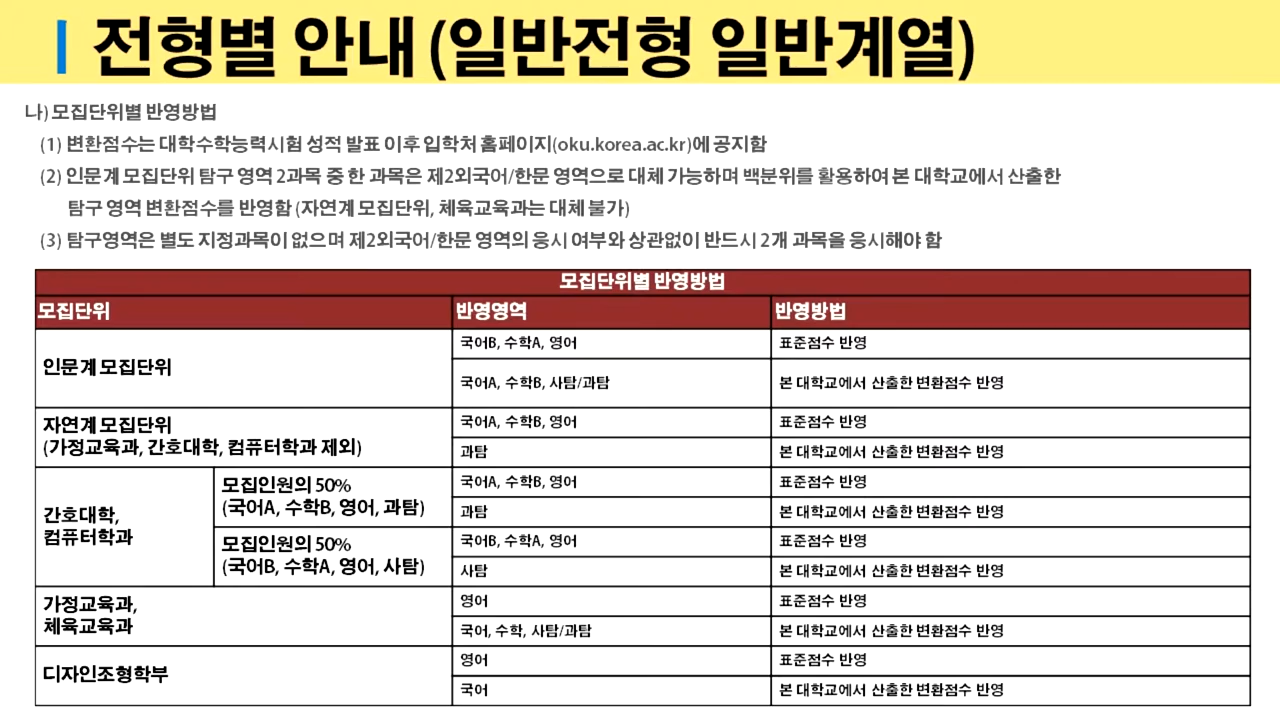 전형별 안내 (일반전형 일반계열)
나) 모집단위별 반영방법
(1) 변환점수는 대학수학능력시험 성적 발표 이후 입학처 홈페이지(oku.korea.ac.kr)에 공지함
(2) 인문계 모집단위 탐구 영역 2과목 중 한 과목은 제2외국어/한문 영역으로 대체 가능하며 백분위를 활용하여 본 대학교에서 산출한
탐구 영역 변환점수를 반영함 (자연계 모집단위, 체육교육과는 대체 불가)
(3) 탐구영역은 별도 지정과목이 없으며 제2외국어/한문 영역의 응시 여부와 상관없이 반드시 2개 과목을 응시해야 함
모집단위별 반영방법
모집단위 반영영역 반영방법
인문계 모집단위
국어B, 수학A, 영어 표준점수 반영
국어A, 수학B, 사탐/과탐 본 대학교에서 산출한 변환점수 반영
자연계 모집단위
(가정교육과, 간호대학, 컴퓨터학과 제외)
국어A, 수학B, 영어 표준점수 반영
과탐 본 대학교에서 산출한 변환점수 반영
간호대학,
컴퓨터학과
모집인원의 50%
(국어A, 수학B, 영어, 과탐)
국어A, 수학B, 영어 표준점수 반영
과탐 본 대학교에서 산출한 변환점수 반영
모집인원의 50%
(국어B, 수학A, 영어, 사탐)
국어B, 수학A, 영어 표준점수 반영
사탐 본 대학교에서 산출한 변환점수 반영
가정교육과,
체육교육과
영어 표준점수 반영
국어, 수학, 사탐/과탐 본 대학교에서 산출한 변환점수 반영
디자인조형학부
영어 표준점수 반영
국어 본 대학교에서 산출한 변환점수 반영